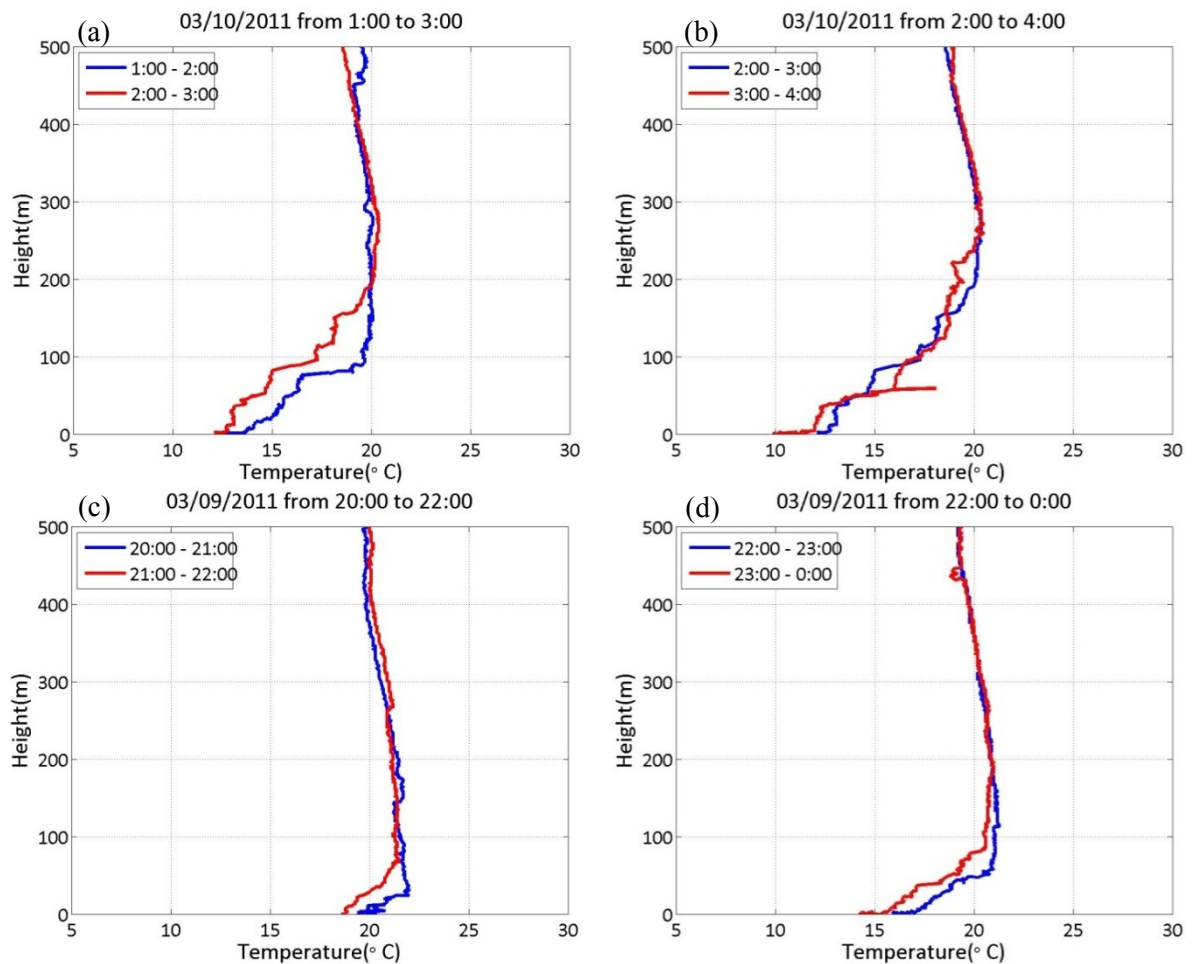 (a)
03/10/2011 from 1:00 to 3:00
500
1:00 - 2:00
2:00 - 3:00
400
300
200
100
0
Height(m)
5 10 15 20 25 30
Temperature(° C)
(b)
03/10/2011 from 2:00 to 4:00
500
2:00 - 3:00
3:00 - 4:00
400
300
200
100
0
Height(m)
5 10 15 20 25 30
Temperature(° C)
(c)
03/09/2011 from 20:00 to 22:00
500
20:00 - 21:00
21:00 - 22:00
400
300
200
100
0
Height(m)
5 10 15 20 25 30
Temperature(° C)
(d)
03/09/2011 from 22:00 to 0:00
500
22:00 - 23:00
23:00 - 0:00
400
300
200
100
0
Height(m)
5 10 15 20 25 30
Temperature(° C)